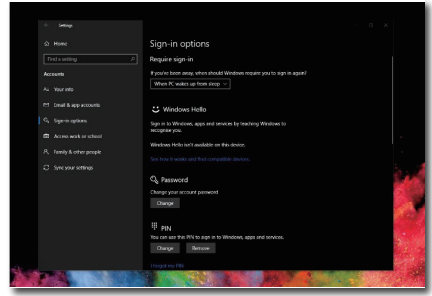 Settings
Home
Find a setting
Accounts
Your info
Email & app accounts
Sign-in options
Access work or school
Family & other people
Sync your settings
Sign-in options
Require sign-in
If you've been away, when should Windows require you to sign in again?
When PC wakes up from sleep
Windows Hello
Sign in to Windows, apps and services by teaching Windows to
recognise you.
Windows Hello isn't available on this device.
See how it works and find compatible devices.
Password
Change your account password
Change
PIN
You can use this PIN to sign in to Windows, apps and services.
Change Remove
I forgot my PIN